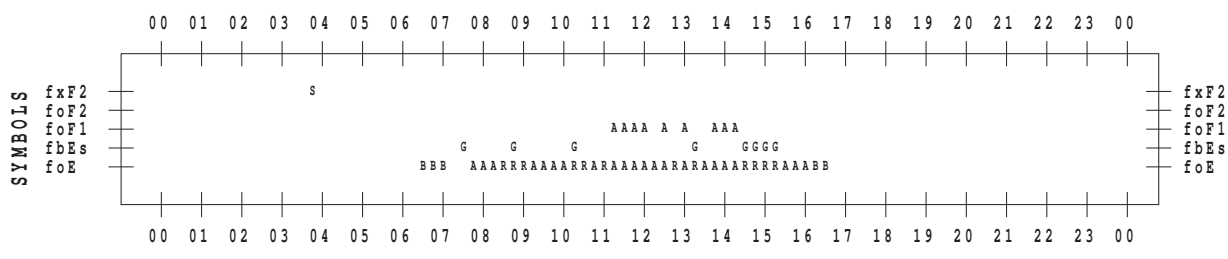 00 01 02 03 04 05 06 07 08 09 10 11 12 13 14 15 16 17 18 19 20 21 22 23 00
SYMBOLS
fxF2 S fxF2
foF2 foF2
foF1 AAAA A A AAA foF1
fbEs G G G G GGGG fbEs
foE BBB AAARRRAAAARRARAAAAAARARAAAARRRRAAABB foE
00 01 02 03 04 05 06 07 08 09 10 11 12 13 14 15 16 17 18 19 20 21 22 23 00